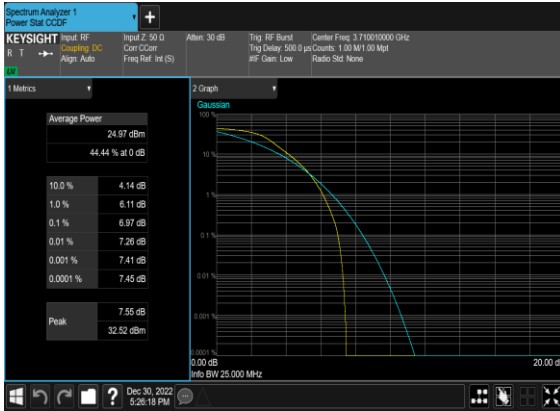 Spectrum Analyzer 1
Power Stat CCDF
KEYSIGHT
R T
Input: RF
Coupling: DC
Align: Auto
Input Z: 50 Ω
Corr CCorr
Freq Ref: Int (S)
Atten: 30 dB
Trig: RF Burst
Trig Delay: 500.0 µs
#IF Gain: Low
Center Freq: 3.710010000 GHz
Counts: 1.00 M/1.00 Mpt
Radio Std: None
1 Metrics
Average Power
24.97 dBm
44.44 % at 0 dB
10.0 % 4.14 dB
1.0 % 6.11 dB
0.1 % 6.97 dB
0.01 % 7.26 dB
0.001 % 7.41 dB
0.0001 % 7.45 dB
Peak
7.55 dB
32.52 dBm
2 Graph
Gaussian
100 %
10 %
1 %
0.1 %
0.01 %
0.001 %
0.0001 %
0.00 dB
20.00 d
Info BW 25.000 MHz
?
Dec 30, 2022
5:26:18 PM